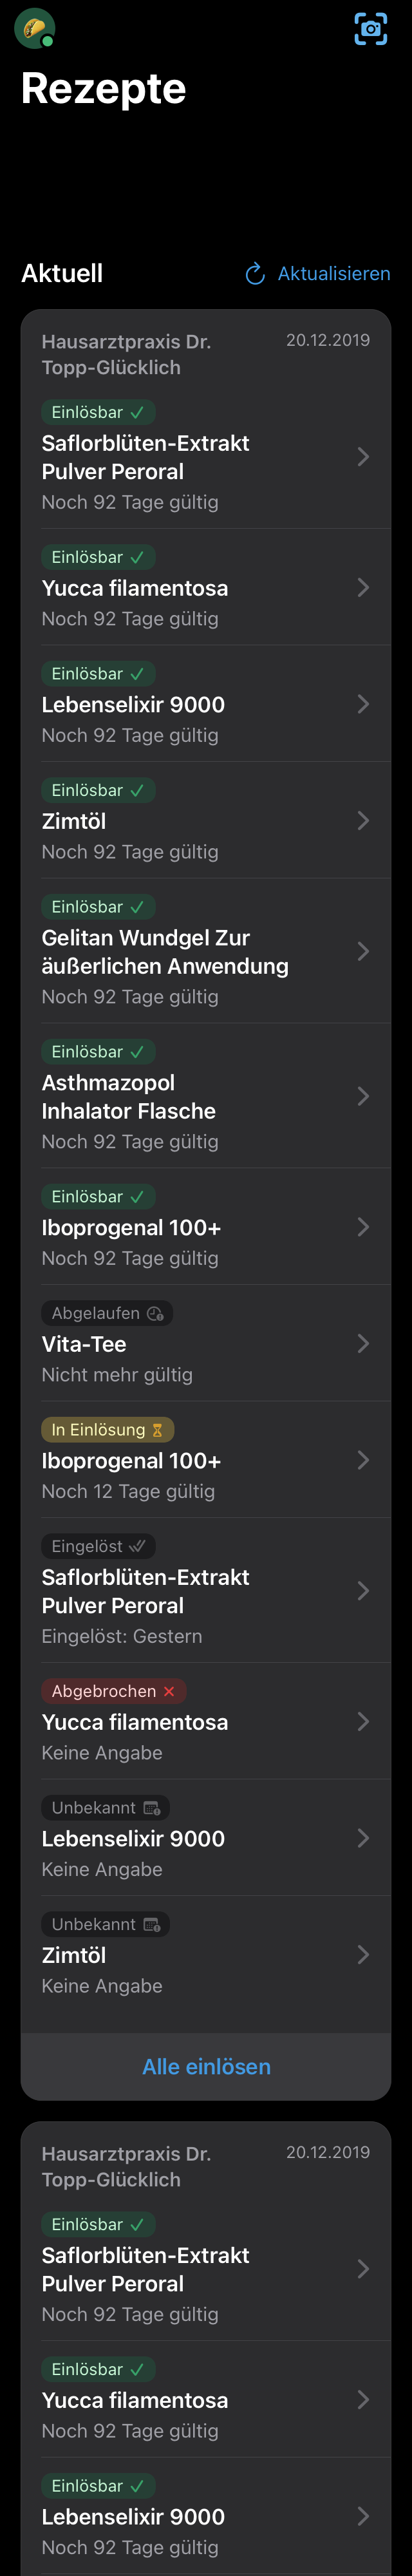 Rezepte
Aktuell
Aktualisieren
Hausarztpraxis Dr.
Topp-Glücklich
20.12.2019
Einlösbar
Saflorblüten-Extrakt
Pulver Peroral
Noch 92 Tage gültig
Einlösbar
Yucca filamentosa
Noch 92 Tage gültig
Einlösbar
Lebenselixir 9000
Noch 92 Tage gültig
Einlösbar
Zimtöl
Noch 92 Tage gültig
Einlösbar
Gelitan Wundgel Zur
äußerlichen Anwendung
Noch 92 Tage gültig
Einlösbar
Asthmazopol
Inhalator Flasche
Noch 92 Tage gültig
Einlösbar
Iboprogenal 100+
Noch 92 Tage gültig
Abgelaufen
Vita-Tee
Nicht mehr gültig
In Einlösung
Iboprogenal 100+
Noch 12 Tage gültig
Eingelöst
Saflorblüten-Extrakt
Pulver Peroral
Eingelöst: Gestern
Abgebrochen
Yucca filamentosa
Keine Angabe
Unbekannt
Lebenselixir 9000
Keine Angabe
Unbekannt
Zimtöl
Keine Angabe
Alle einlösen
Hausarztpraxis Dr.
Topp-Glücklich
20.12.2019
Einlösbar
Saflorblüten-Extrakt
Pulver Peroral
Noch 92 Tage gültig
Einlösbar
Yucca filamentosa
Noch 92 Tage gültig
Einlösbar
Lebenselixir 9000
Noch 92 Tage gültig